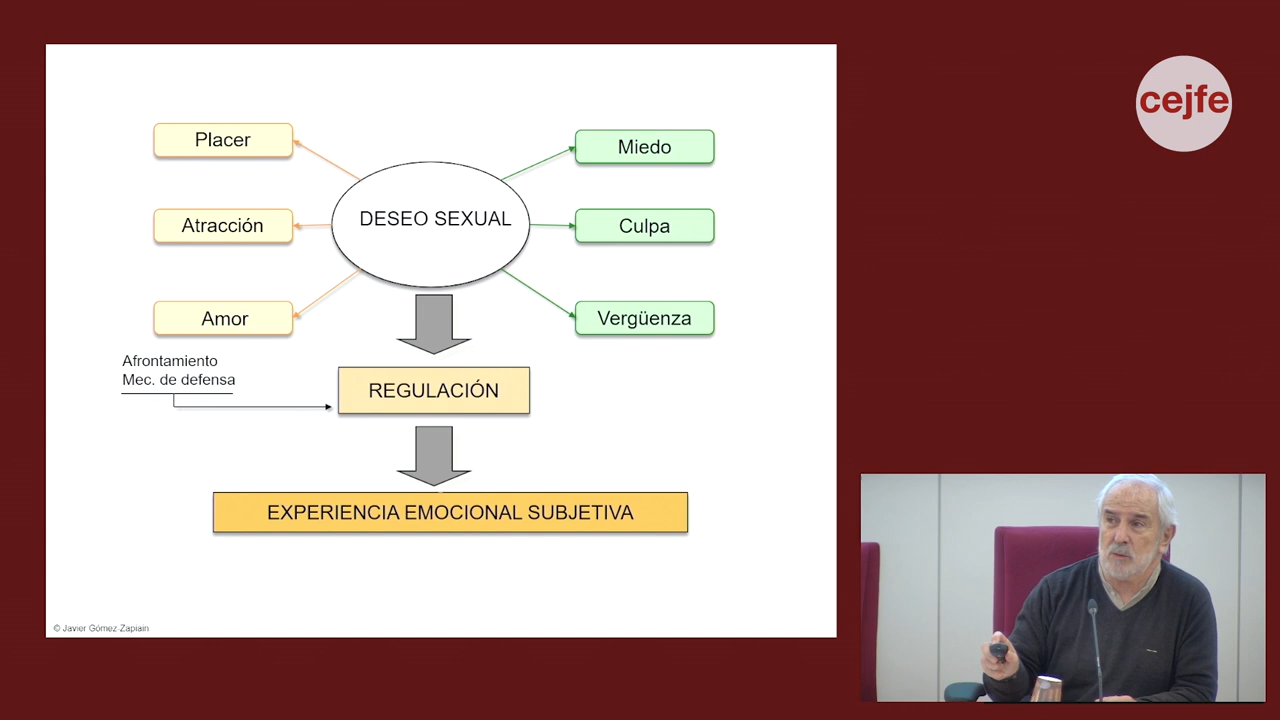 cejfe
Placer
Miedo
DESEO SEXUAL
Atracción
Culpa
Amor
Vergüenza
Afrontamiento
Mec. de defensa
REGULACIÓN
EXPERIENCIA EMOCIONAL SUBJETIVA
© Javier Gómez-Zapiain